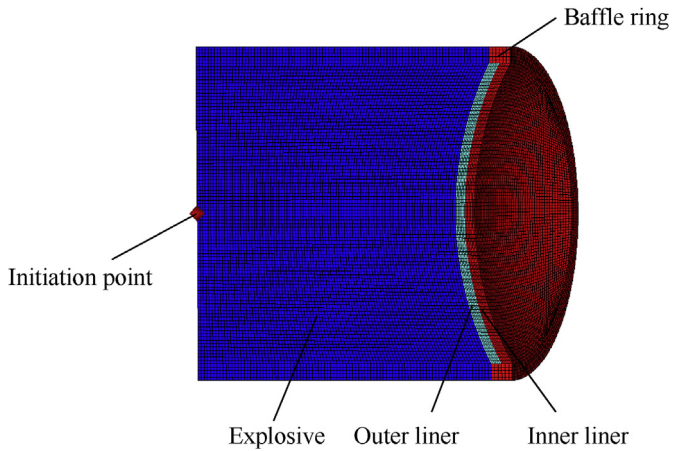 Baffle ring
Initiation point
Explosive
Outer liner
Inner liner